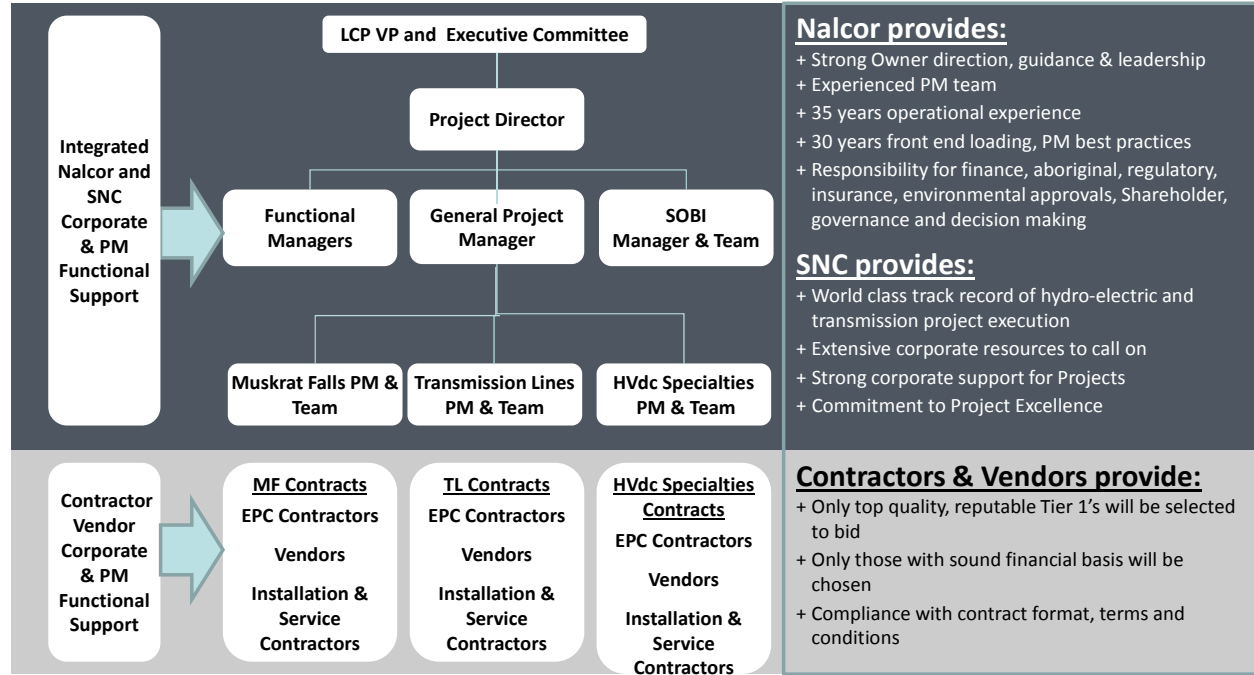 Integrated
Nalcor and
SNC
Corporate
& PM
Functional
Support
LCP VP and Executive Committee
Project Director
Functional
Managers
General Project
Manager
SOBI
Manager & Team
Muskrat Falls PM &
Team
Transmission Lines
PM & Team
HVdc Specialties
PM & Team
Nalcor provides:
+ Strong Owner direction, guidance & leadership
+ Experienced PM team
+ 35 years operational experience
+ 30 years front end loading, PM best practices
+ Responsibility for finance, aboriginal, regulatory,
insurance, environmental approvals, Shareholder,
governance and decision making
SNC provides:
+ World class track record of hydro-electric and
transmission project execution
+ Extensive corporate resources to call on
+ Strong corporate support for Projects
+ Commitment to Project Excellence
Contractor
Vendor
Corporate
& PM
Functional
Support
MF Contracts
EPC Contractors
Vendors
Installation &
Service
Contractors
TL Contracts
EPC Contractors
Vendors
Installation &
Service
Contractors
HVdc Specialties
Contracts
EPC Contractors
Vendors
Installation &
Service
Contractors
Contractors & Vendors provide:
+ Only top quality, reputable Tier 1's will be selected
to bid
+ Only those with sound financial basis will be
chosen
+ Compliance with contract format, terms and
conditions